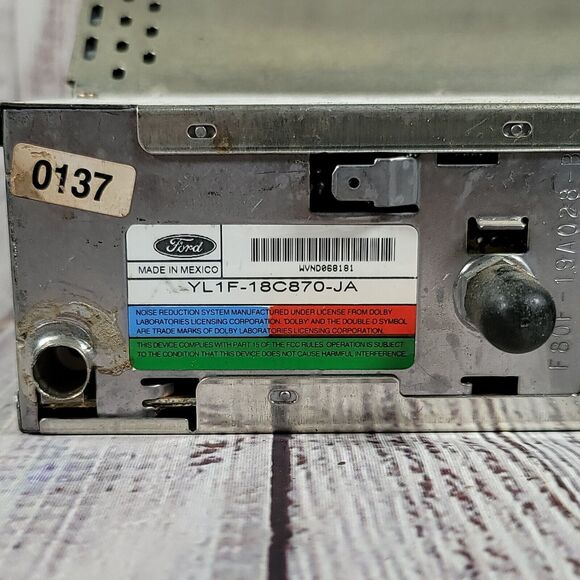 0137
Ford
MADE IN MEXICO
WVND068181
YL1F-18C870-JA
NOISE REDUCTION SYSTEM MANUFACTURED UNDER LICENSE FROM DOLBY
LABORATORIES LICENSING CORPORATION. 'DOLBY' AND THE DOUBLE-D SYMBOL
ARE TRADE MARKS OF DOLBY LABORATORIES LICENSING CORPORATION.
THIS DEVICE COMPLIES WITH PART 15 OF THE FCC RULES. OPERATION IS SUBJECT
TO THE CONDITION THAT THIS DEVICE DOES NOT CAUSE HARMFUL INTERFERENCE.
F80F-19A028-B